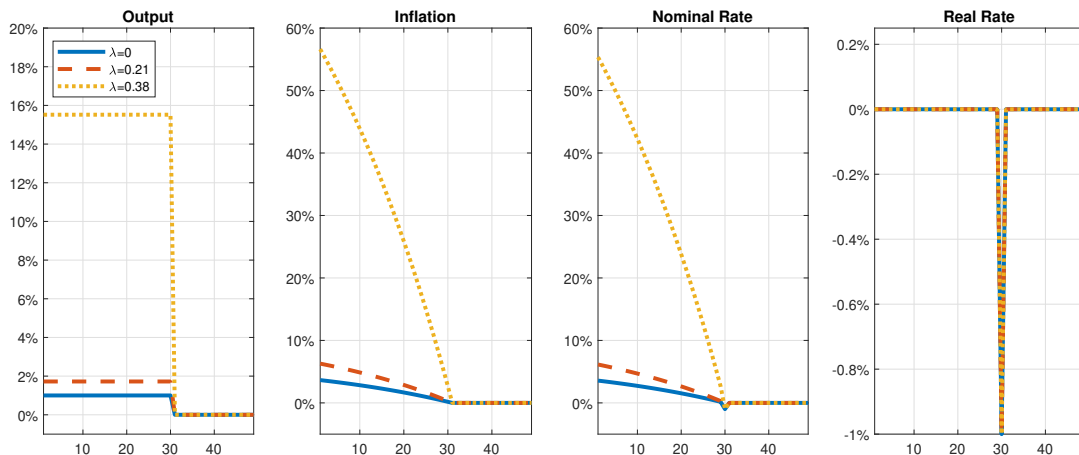 Output
20%
18%
16%
14%
12%
10%
8%
6%
4%
2%
0%
10 20 30 40
λ=0
λ=0.21
λ=0.38
Inflation
60%
50%
40%
30%
20%
10%
0%
10 20 30 40
Nominal Rate
60%
50%
40%
30%
20%
10%
0%
10 20 30 40
Real Rate
0.2%
0%
-0.2%
-0.4%
-0.6%
-0.8%
-1%
10 20 30 40